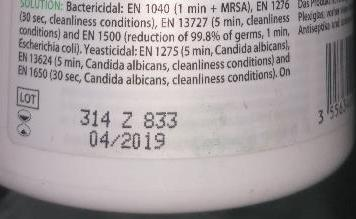 SOLUTION: Bactericidal: EN 1040 (1 min + MRSA), EN 1276
(30 sec, cleanliness conditions), EN 13727 (5 min, cleanliness
conditions) and EN 1500 (reduction of 99.8% of germs, 1 min,
Escherichia coli). Yeasticidal: EN 1275 (5 min, Candida albicans),
EN 13624 (5 min, Candida albicans, cleanliness conditions) and
EN 1650 (30 sec, Candida albicans, cleanliness conditions). On
Das
Plexiglas,
Antiseptika und
LOT
314 Z 833
04/2019